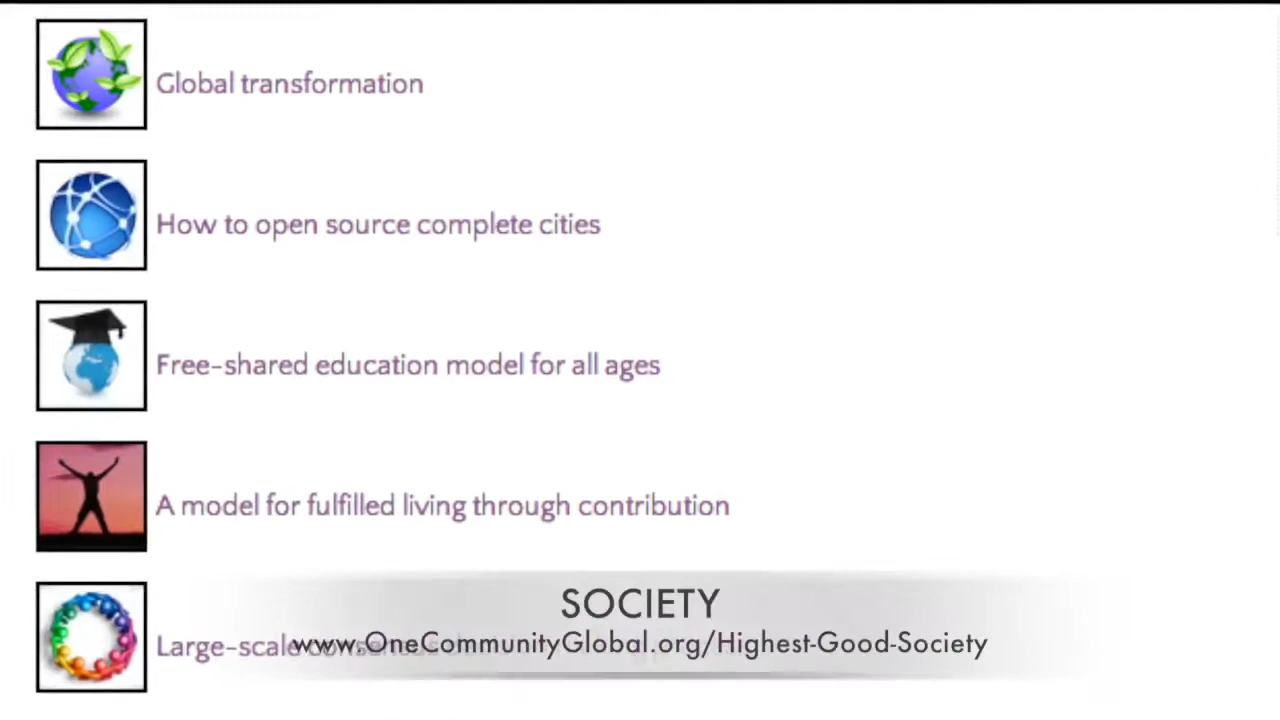 Global transformation
How to open source complete cities
Free-shared education model for all ages
A model for fulfilled living through contribution
Large-scale consensus
SOCIETY
www.OneCommunityGlobal.org/Highest-Good-Society